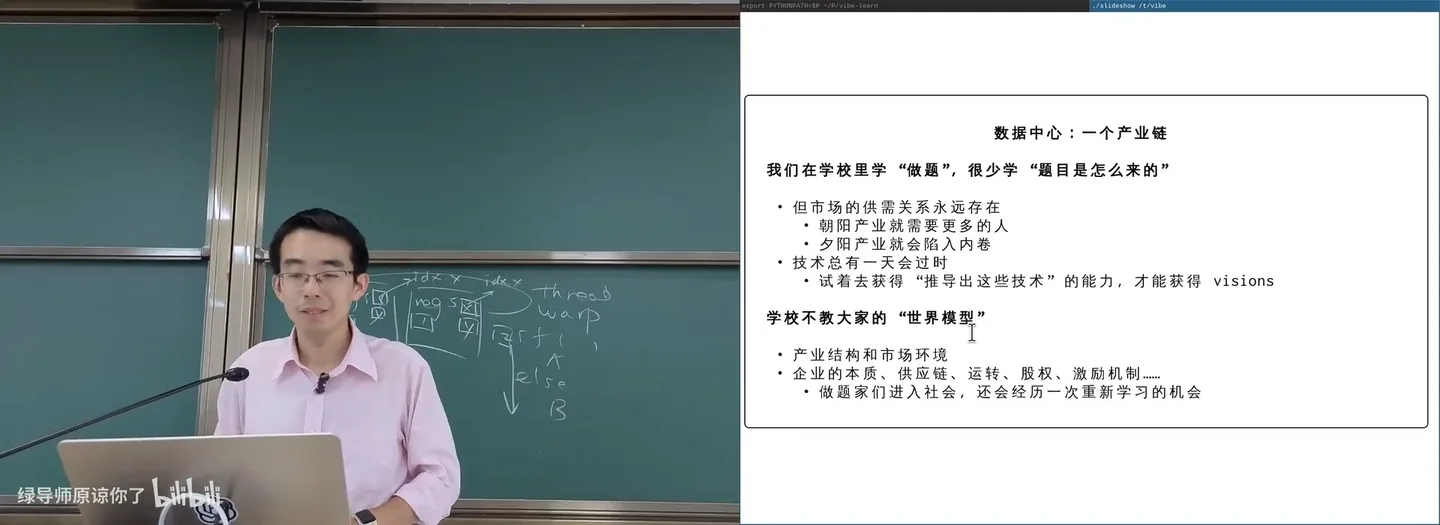 export PYTHONPATH=$P ~/P/vibe-learn
./slideshow /t/vibe
数据中心：一个产业链
我们在学校里学 “做题”，很少学 “题目是怎么来的”
• 但市场的供需关系永远存在
• 朝阳产业就需要更多的人
• 夕阳产业就会陷入内卷
• 技术总有一天会过时
• 试着去获得 “推导出这些技术” 的能力，才能获得 visions
学校不教大家的 “世界模型”
• 产业结构和市场环境
• 企业的本质、供应链、运转、股权、激励机制……
• 做题家们进入社会，还会经历一次重新学习的机会
idx.x
idx.x
reg
thread
warp
if
A
else
B
绿导师原谅你了
bilibili